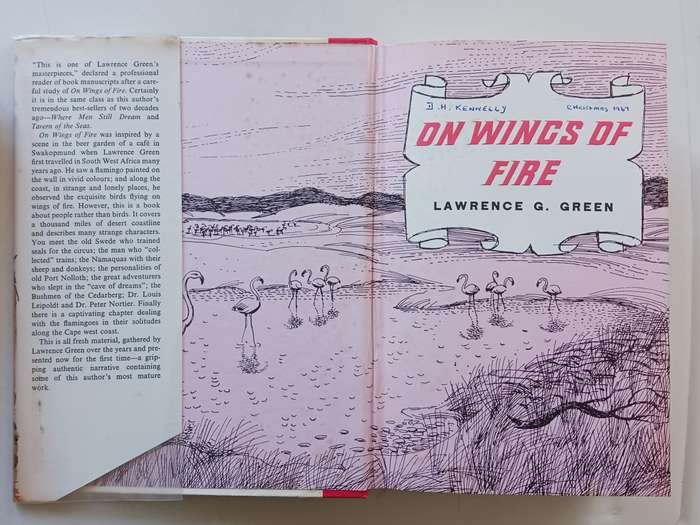 "This is one of Lawrence Green's
masterpieces," declared a professional
reader of book manuscripts after a care-
ful study of On Wings of Fire. Certainly
it is in the same class as this author's
tremendous best-sellers of two decades
ago—Where Men Still Dream and
Tavern of the Seas.
On Wings of Fire was inspired by a
scene in the beer garden of a café in
Swakopmund when Lawrence Green
first travelled in South West Africa many
years ago. He saw a flamingo painted on
the wall in vivid colours; and along the
coast, in strange and lonely places, he
observed the exquisite birds flying on
wings of fire. However, this is a book
about people rather than birds. It covers
a thousand miles of desert coastline
and describes many strange characters.
You meet the old Swede who trained
seals for the circus; the man who "col-
lected" trains; the Namaquas with their
sheep and donkeys; the personalities of
old Port Nolloth; the great adventurers
who slept in the "cave of dreams"; the
Bushmen of the Cedarberg; Dr. Louis
Leipoldt and Dr. Peter Nortier. Finally
there is a captivating chapter dealing
with the flamingoes in their solitudes
along the Cape west coast.
This is all fresh material, gathered by
Lawrence Green over the years and pre-
sented now for the first time—a grip-
ping authentic narrative containing
some of this author's most mature
work.
H. KENNELLY CHRISTMAS 1967
ON WINGS OF
FIRE
LAWRENCE G. GREEN